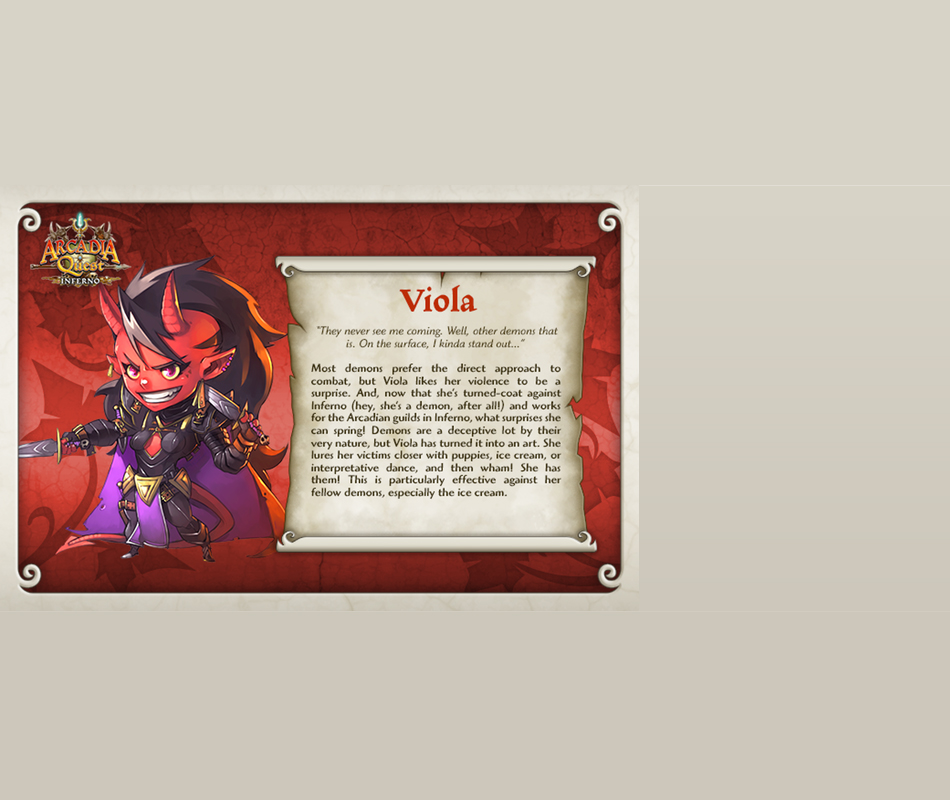 ARCADIA
Quest
INFERNO
Viola
"They never see me coming. Well, other demons that
is. On the surface, I kinda stand out..."
Most demons prefer the direct approach to
combat, but Viola likes her violence to be a
surprise. And, now that she's turned-coat against
Inferno (hey, she's a demon, after all!) and works
for the Arcadian guilds in Inferno, what surprises she
can spring! Demons are a deceptive lot by their
very nature, but Viola has turned it into an art. She
lures her victims closer with puppies, ice cream, or
interpretative dance, and then wham! She has
them! This is particularly effective against her
fellow demons, especially the ice cream.